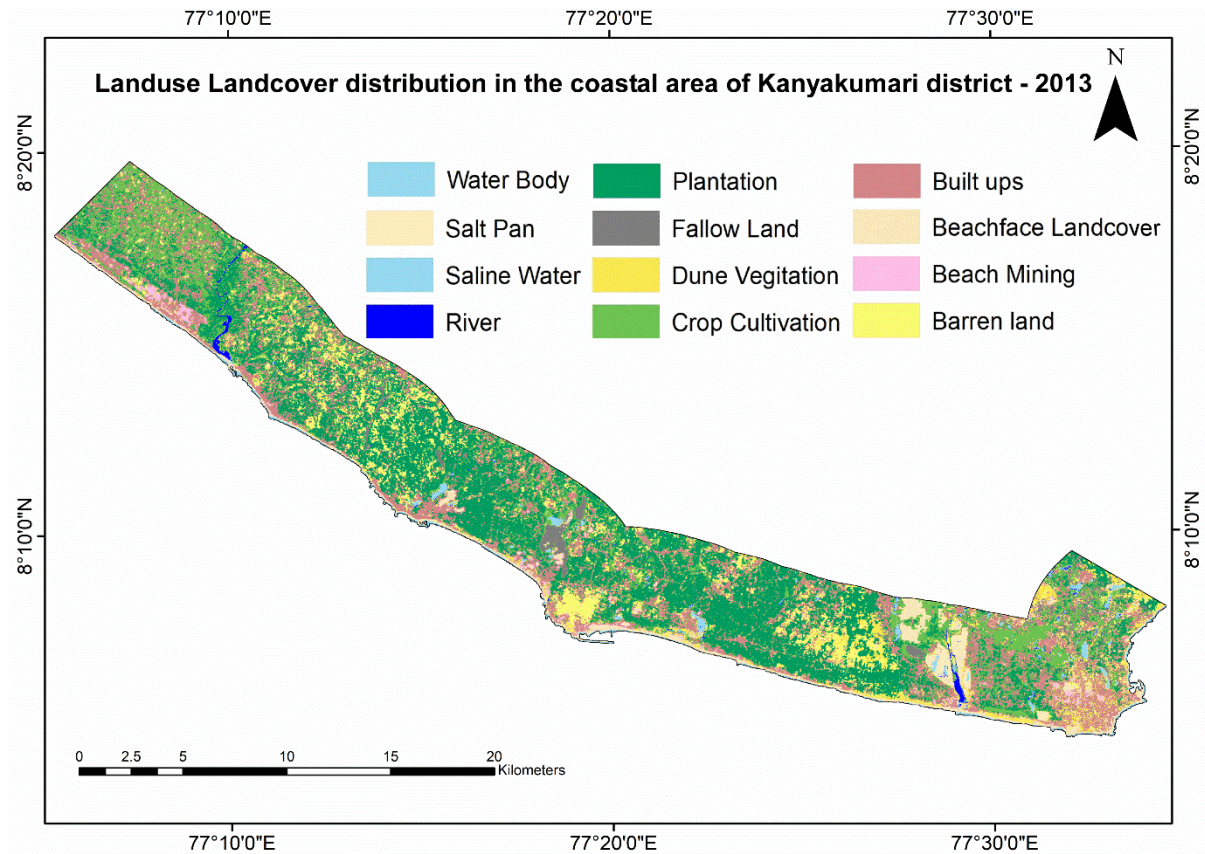 77°10'0"E 77°20'0"E 77°30'0"E
N
Landuse Landcover distribution in the coastal area of Kanyakumari district - 2013
8°20'0"N 8°20'0"N
Water Body Plantation Built ups
Salt Pan Fallow Land Beachface Landcover
Saline Water Dune Vegitation Beach Mining
River Crop Cultivation Barren land
8°10'0"N 8°10'0"N
0 2.5 5 10 15 20
Kilometers
77°10'0"E 77°20'0"E 77°30'0"E